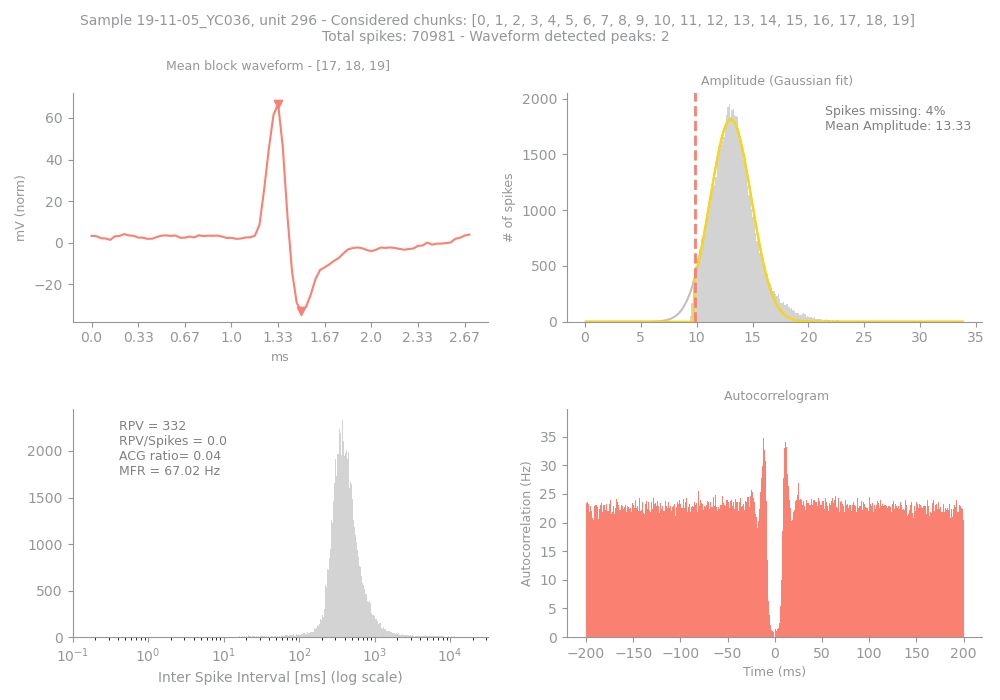 Sample 19-11-05_YC036, unit 296 - Considered chunks: [0, 1, 2, 3, 4, 5, 6, 7, 8, 9, 10, 11, 12, 13, 14, 15, 16, 17, 18, 19]
Total spikes: 70981 - Waveform detected peaks: 2
Mean block waveform - [17, 18, 19]
mV (norm)
60
40
20
0
−20
0.0 0.33 0.67 1.0 1.33 1.67 2.0 2.33 2.67
ms
Amplitude (Gaussian fit)
Spikes missing: 4%
Mean Amplitude: 13.33
# of spikes
2000
1500
1000
500
0
0 5 10 15 20 25 30 35
RPV = 332
RPV/Spikes = 0.0
ACG ratio= 0.04
MFR = 67.02 Hz
2000
1500
1000
500
0
10⁻¹ 10⁰ 10¹ 10² 10³ 10⁴
Inter Spike Interval [ms] (log scale)
Autocorrelogram
Autocorrelation (Hz)
35
30
25
20
15
10
5
0
−200 −150 −100 −50 0 50 100 150 200
Time (ms)